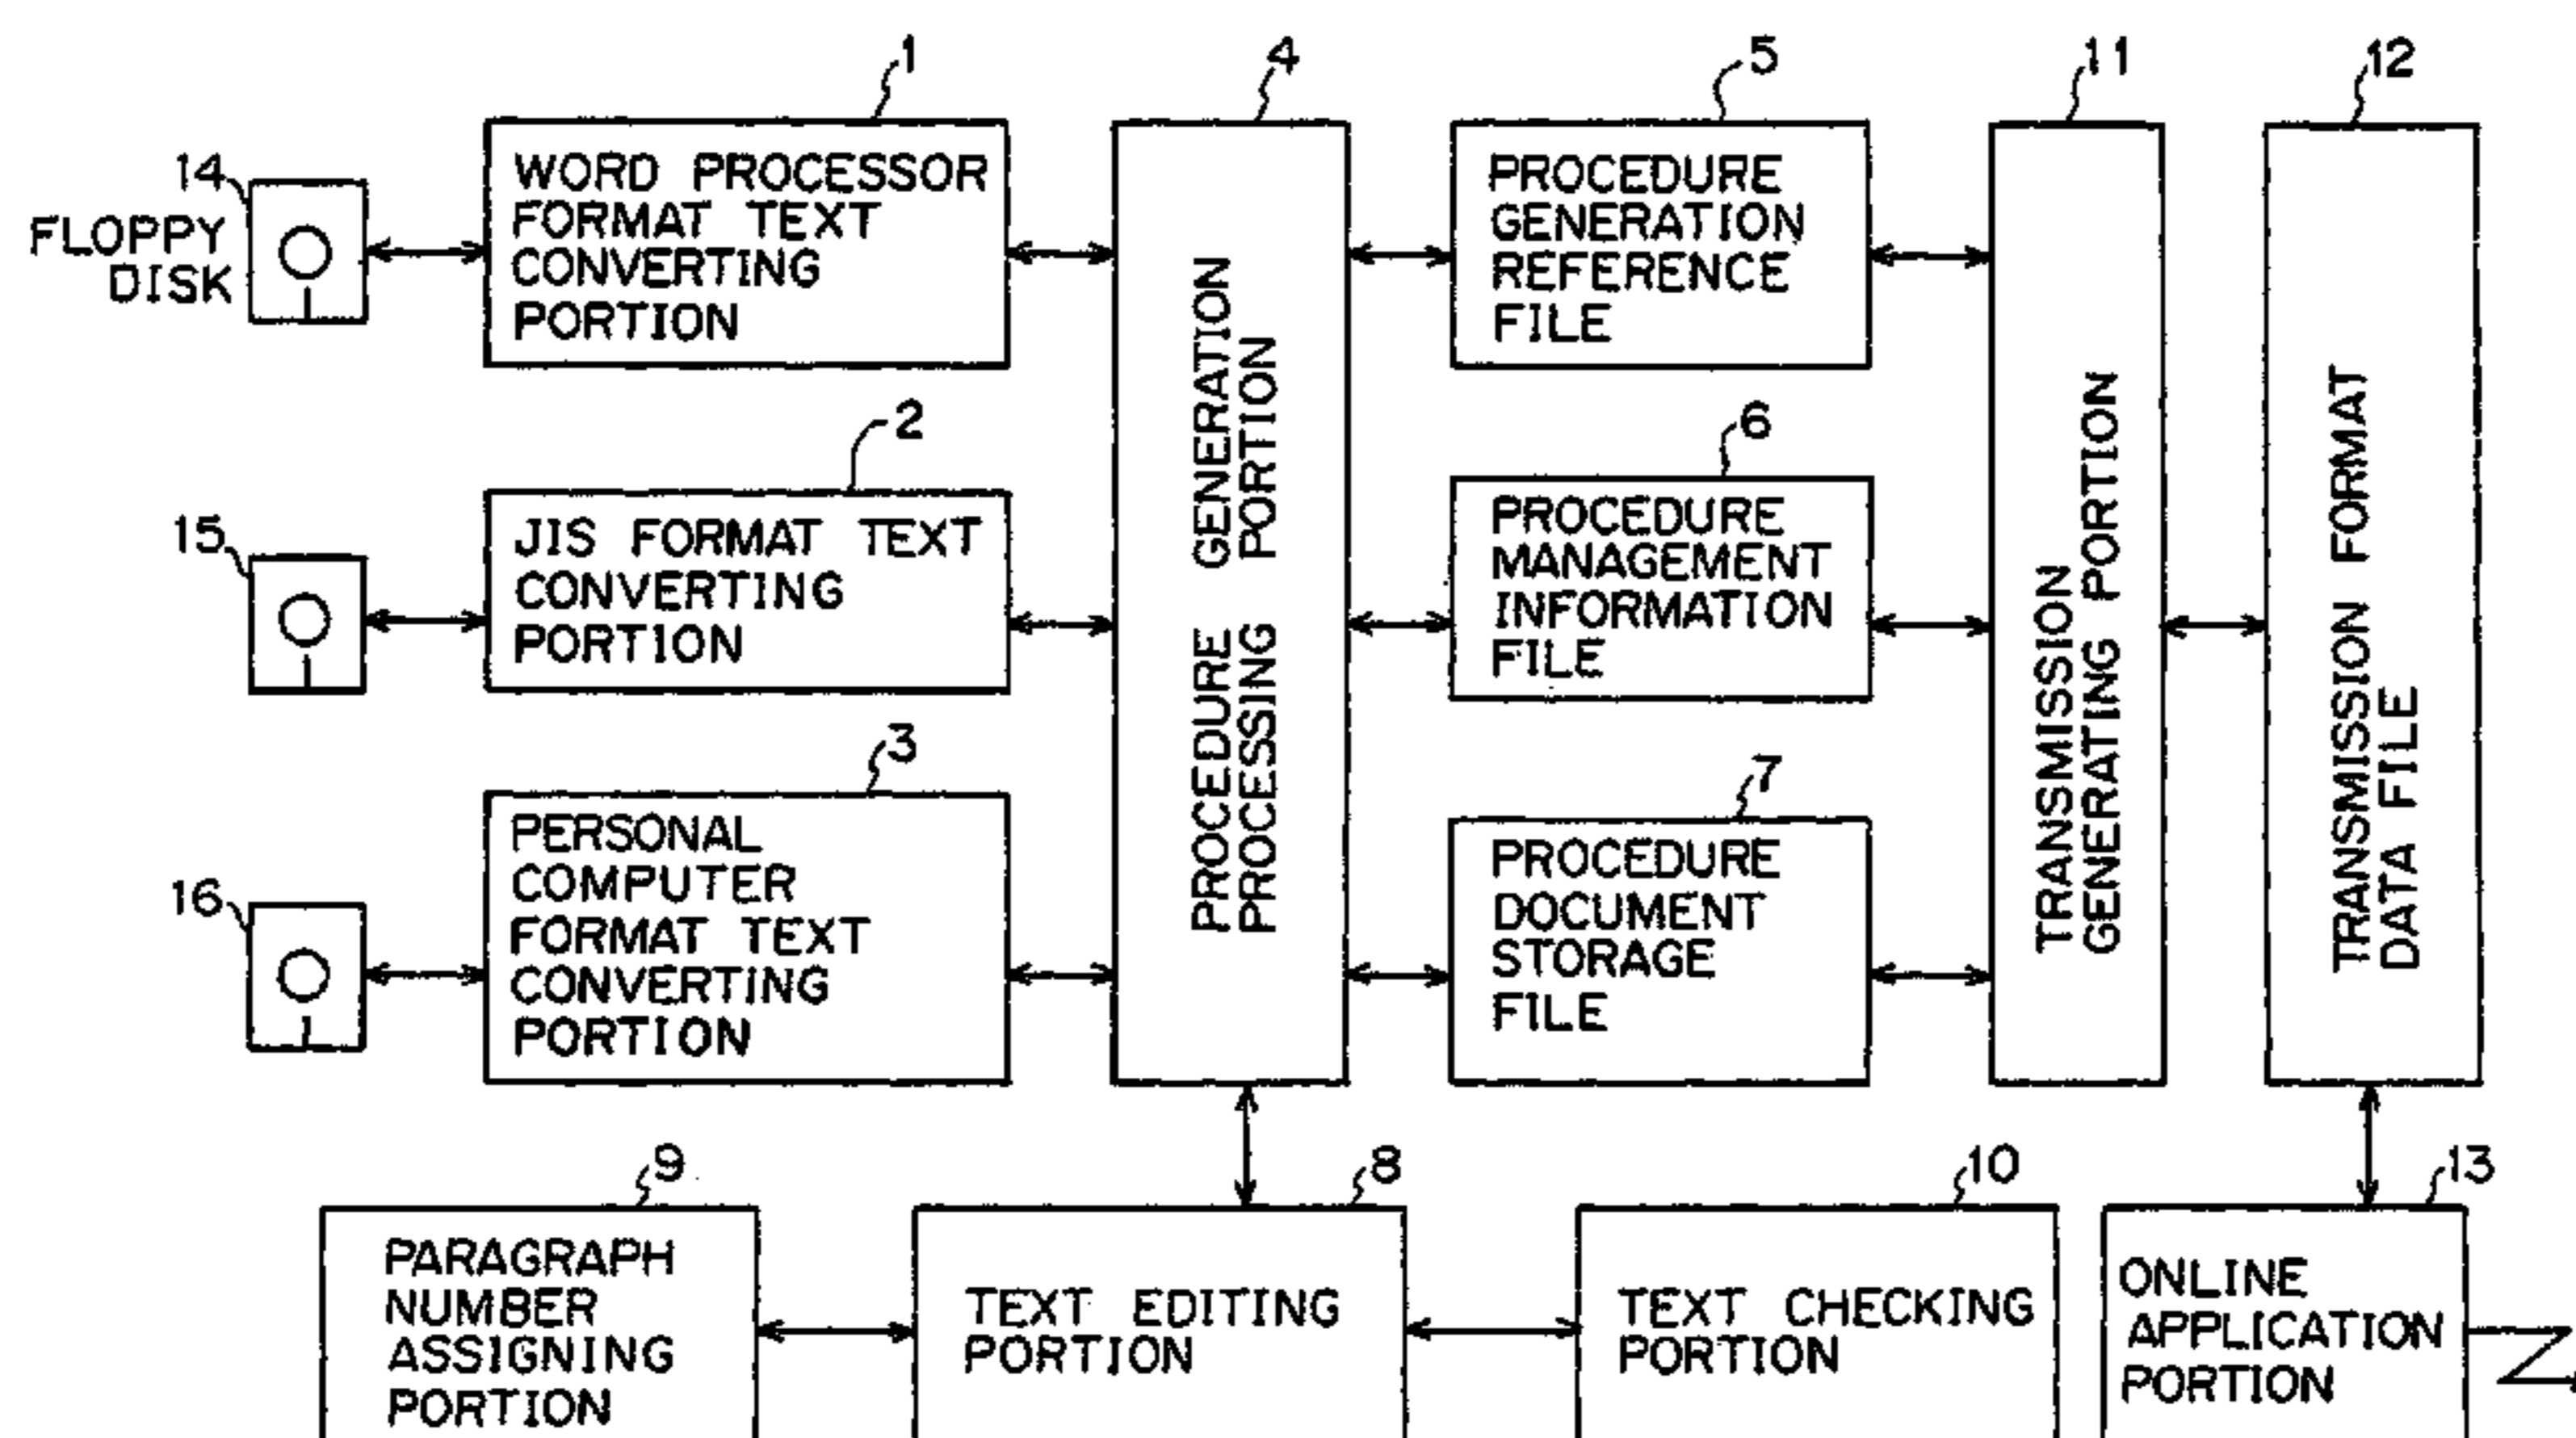 1
WORD PROCESSOR
FORMAT TEXT
CONVERTING
PORTION
14
FLOPPY
DISK
2
JIS FORMAT TEXT
CONVERTING
PORTION
15
3
PERSONAL
COMPUTER
FORMAT TEXT
CONVERTING
PORTION
16
4
PROCEDURE GENERATION
PROCESSING PORTION
5
PROCEDURE
GENERATION
REFERENCE
FILE
6
PROCEDURE
MANAGEMENT
INFORMATION
FILE
7
PROCEDURE
DOCUMENT
STORAGE
FILE
11
TRANSMISSION
GENERATING PORTION
12
TRANSMISSION FORMAT
DATA FILE
9
PARAGRAPH
NUMBER
ASSIGNING
PORTION
8
TEXT EDITING
PORTION
10
TEXT CHECKING
PORTION
13
ONLINE
APPLICATION
PORTION